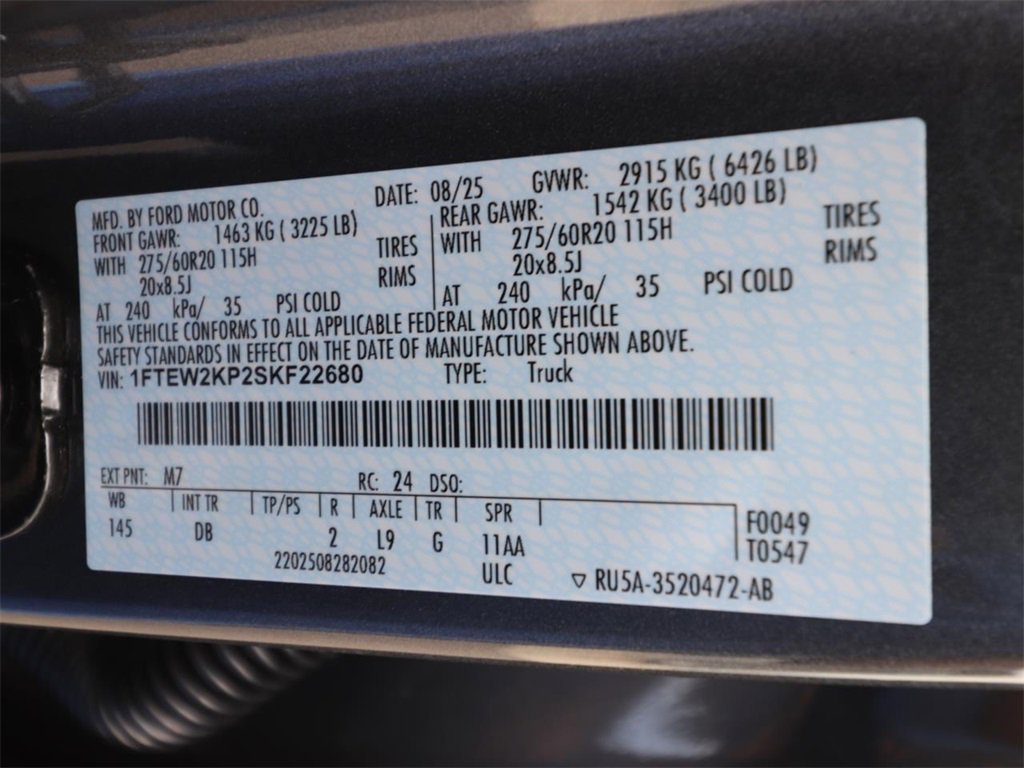 MFD. BY FORD MOTOR CO. DATE: 08/25 GVWR: 2915 KG ( 6426 LB)
FRONT GAWR: 1463 KG ( 3225 LB) REAR GAWR: 1542 KG ( 3400 LB)
WITH 275/60R20 115H TIRES WITH 275/60R20 115H TIRES
20x8.5J RIMS 20x8.5J RIMS
AT 240 kPa/ 35 PSI COLD AT 240 kPa/ 35 PSI COLD
THIS VEHICLE CONFORMS TO ALL APPLICABLE FEDERAL MOTOR VEHICLE
SAFETY STANDARDS IN EFFECT ON THE DATE OF MANUFACTURE SHOWN ABOVE.
VIN: 1FTEW2KP2SKF22680 TYPE: Truck
EXT PNT: M7 RC: 24 DSO:
WB INT TR TP/PS R AXLE TR SPR F0049
145 DB 2 L9 G 11AA T0547
2202508282082 ULC ▽ RU5A-3520472-AB